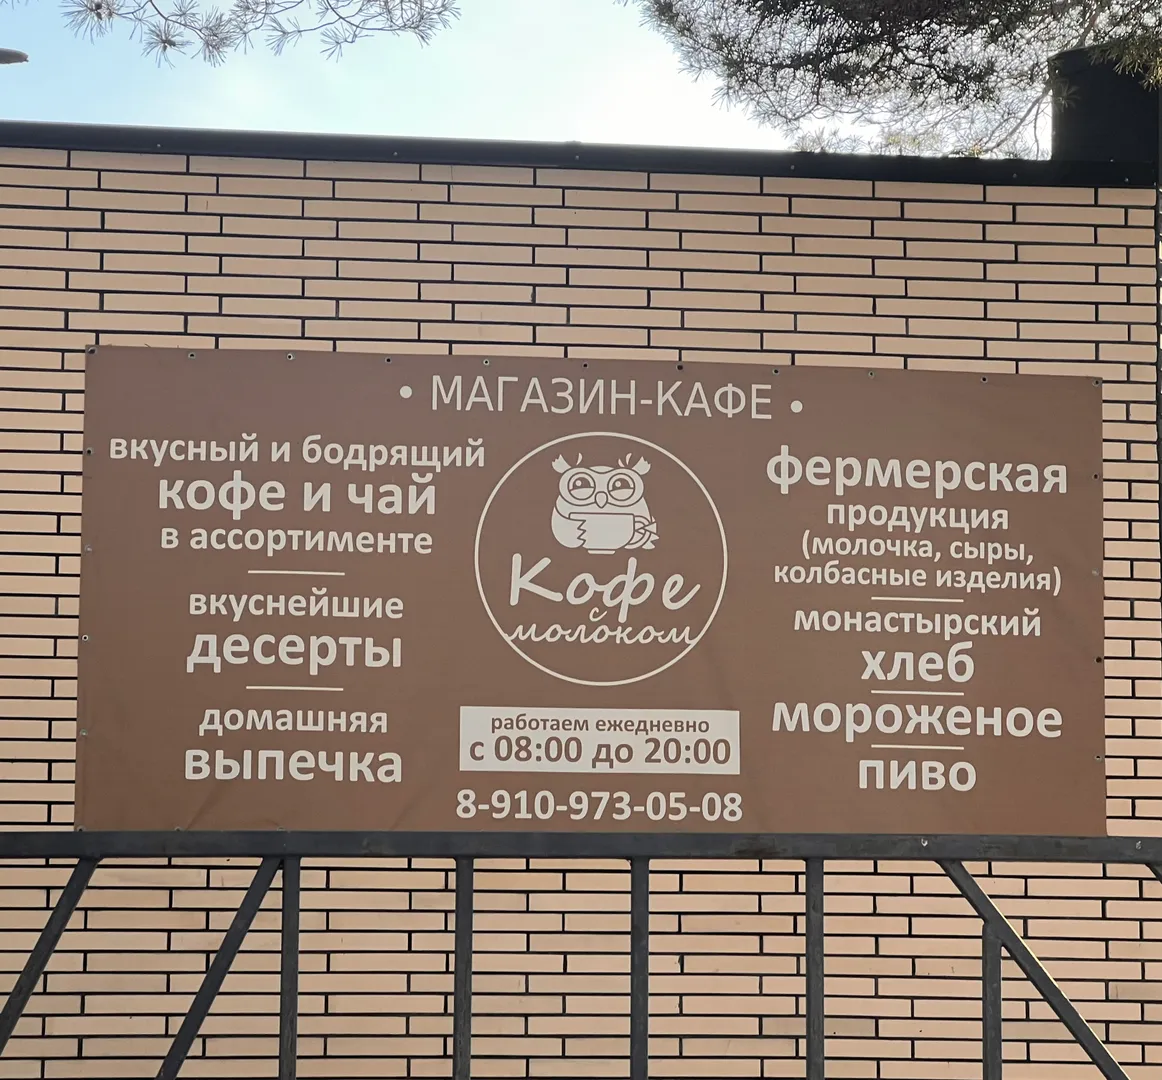 • МАГАЗИН-КАФЕ •
вкусный и бодрящий
кофе и чай
в ассортименте
вкуснейшие
десерты
домашняя
выпечка
Кофе
с
молоком
работаем ежедневно
с 08:00 до 20:00
8-910-973-05-08
фермерская
продукция
(молочка, сыры,
колбасные изделия)
монастырский
хлеб
мороженое
пиво